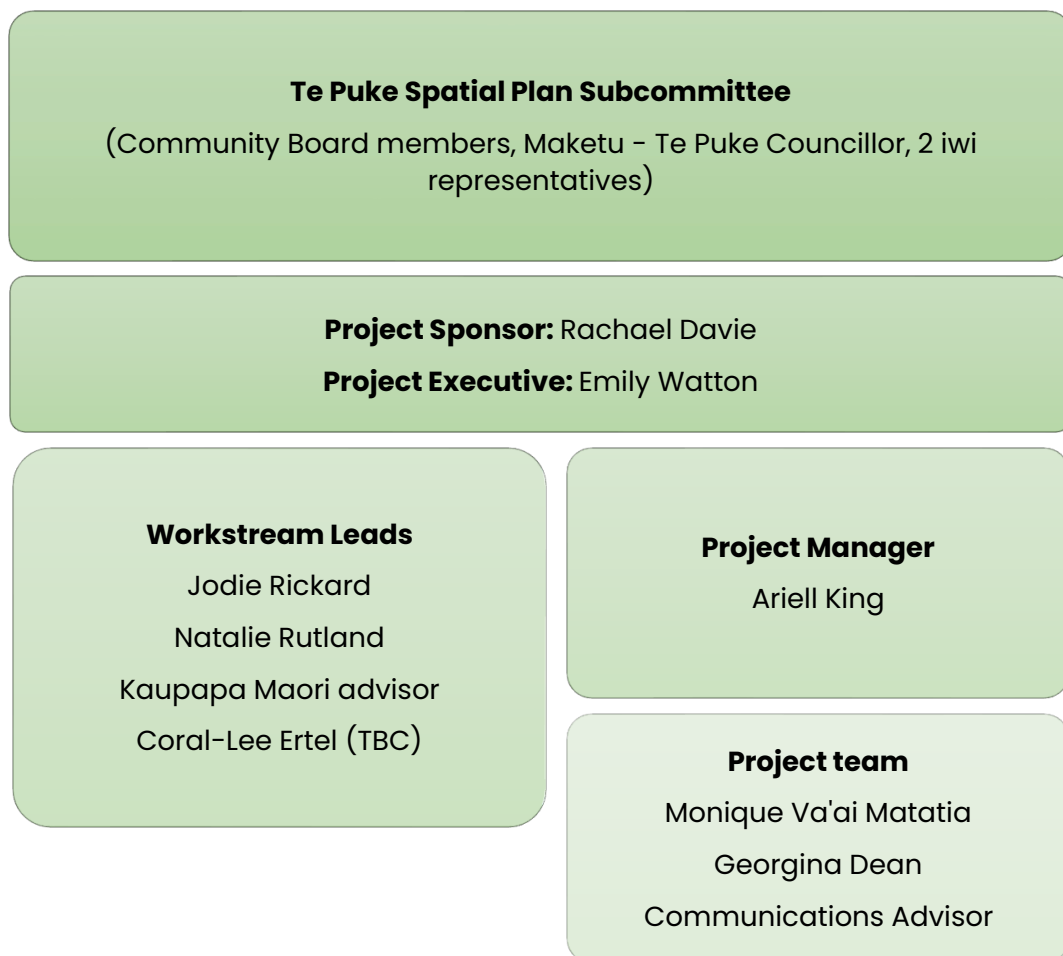 Te Puke Spatial Plan Subcommittee
(Community Board members, Maketu - Te Puke Councillor, 2 iwi
representatives)
Project Sponsor: Rachael Davie
Project Executive: Emily Watton
Workstream Leads
Jodie Rickard
Natalie Rutland
Kaupapa Maori advisor
Coral-Lee Ertel (TBC)
Project Manager
Ariell King
Project team
Monique Va'ai Matatia
Georgina Dean
Communications Advisor